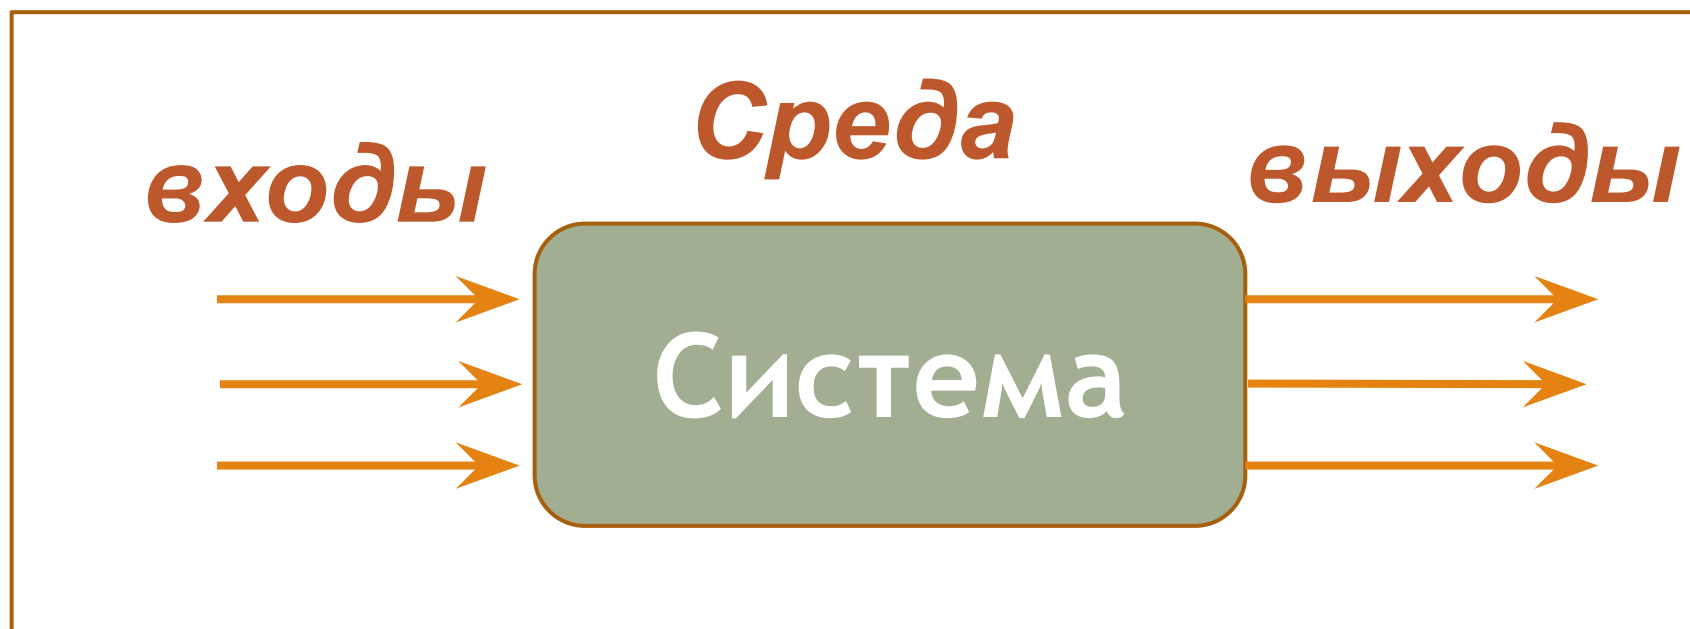 Среда
входы
выходы
Система